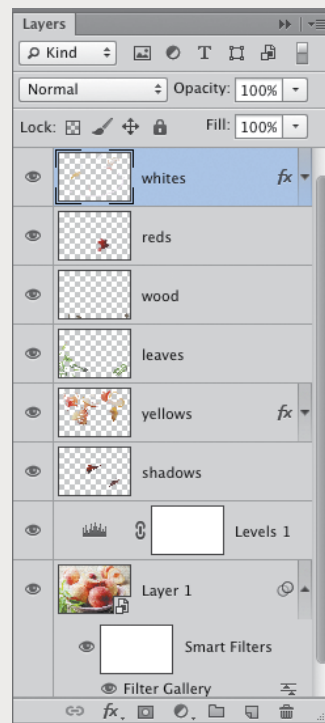 Layers
Kind
Normal Opacity: 100%
Lock: Fill: 100%
whites fx
reds
wood
leaves
yellows fx
shadows
Levels 1
Layer 1
Smart Filters
Filter Gallery
fx